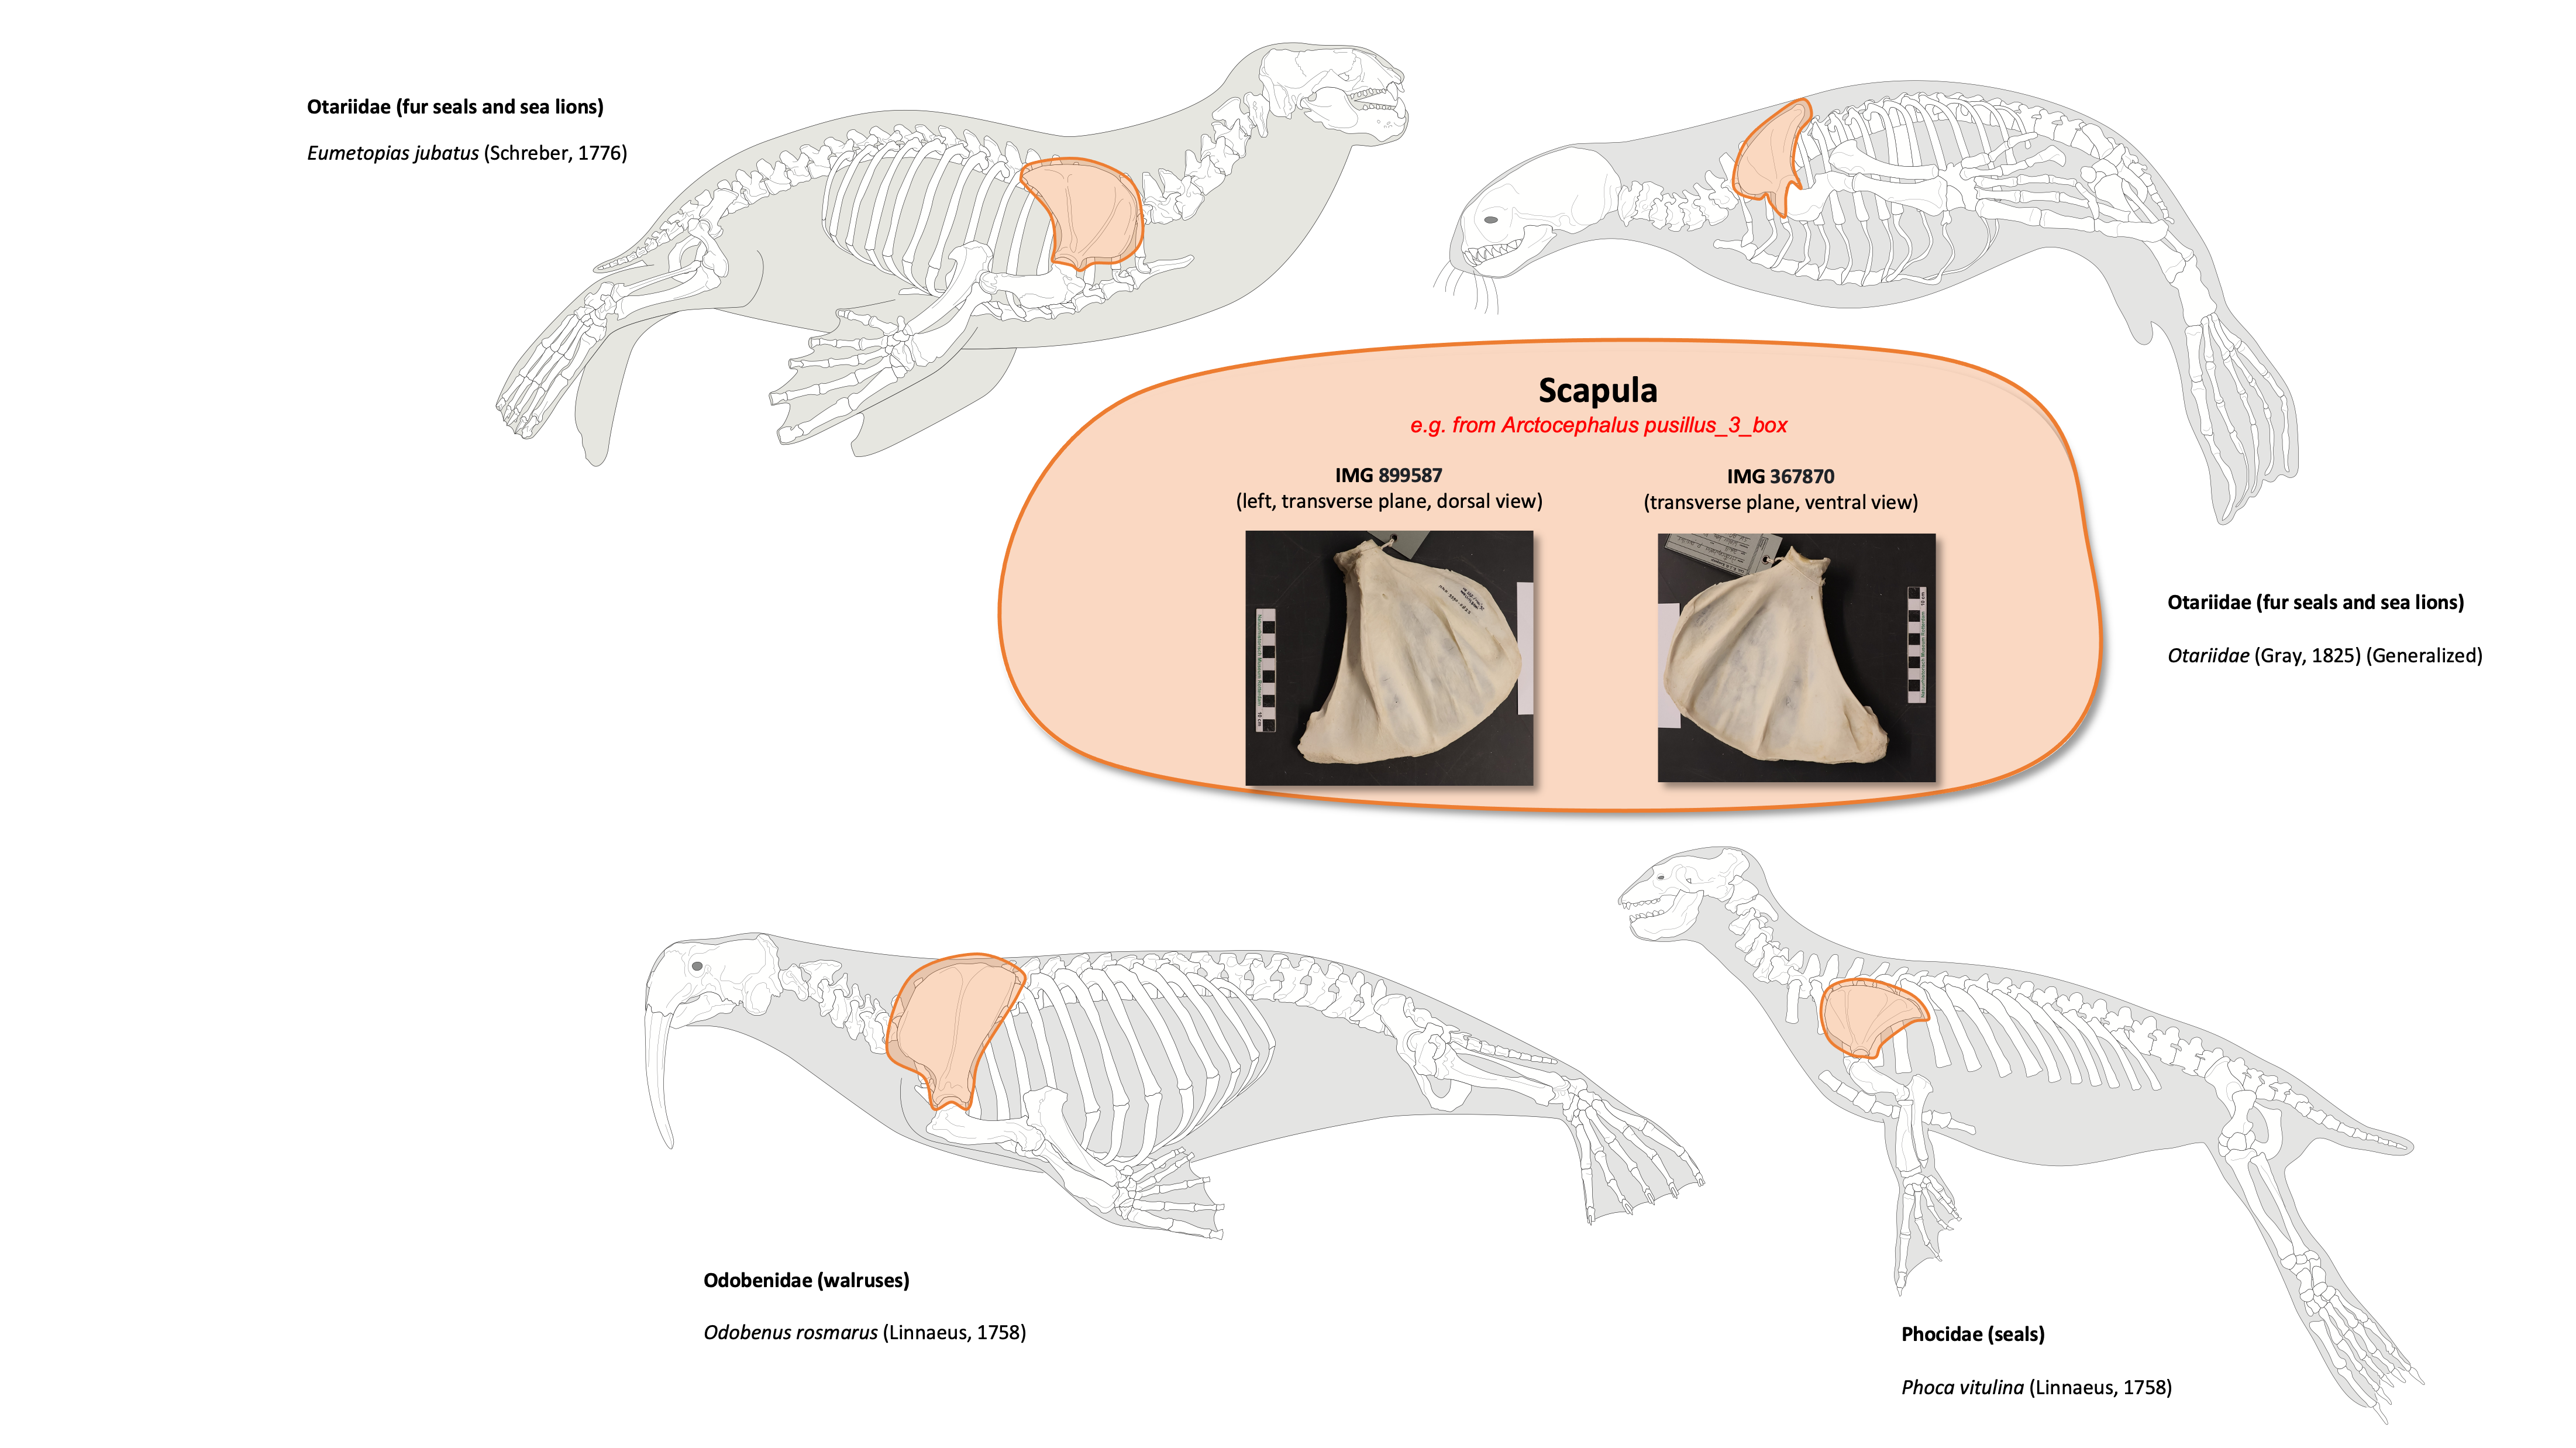 Otariidae (fur seals and sea lions)
Eumetopias jubatus (Schreber, 1776)
Scapula
e.g. from Arctocephalus pusillus_3_box
IMG 899587
(left, transverse plane, dorsal view)
IMG 367870
(transverse plane, ventral view)
Otariidae (fur seals and sea lions)
Otariidae (Gray, 1825) (Generalized)
Odobenidae (walruses)
Odobenus rosmarus (Linnaeus, 1758)
Phocidae (seals)
Phoca vitulina (Linnaeus, 1758)